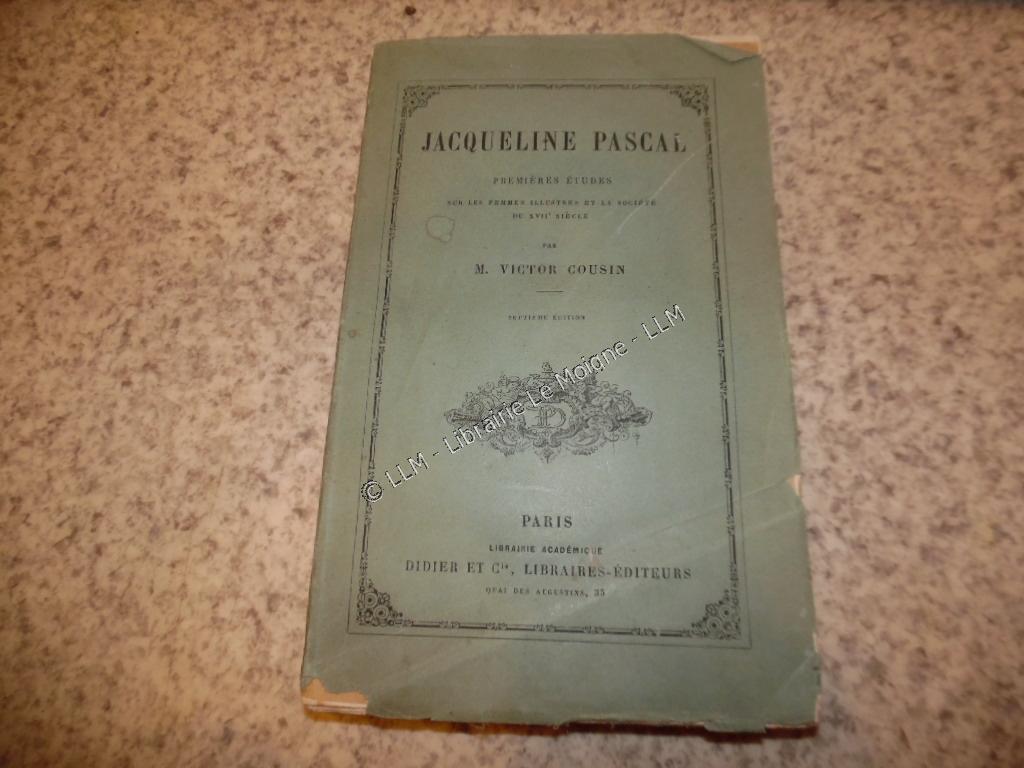 JACQUELINE PASCAL
PREMIÈRES ÉTUDES
SUR LES FEMMES ILLUSTRES ET LA SOCIÉTÉ
DU XVIIe SIÈCLE
PAR
M. VICTOR COUSIN
ÉDITION
© LLM - Librairie Le Moigne - LLM
PARIS
LIBRAIRIE ACADÉMIQUE
DIDIER ET Cie, LIBRAIRES-ÉDITEURS
QUAI DES AUGUSTINS, 35